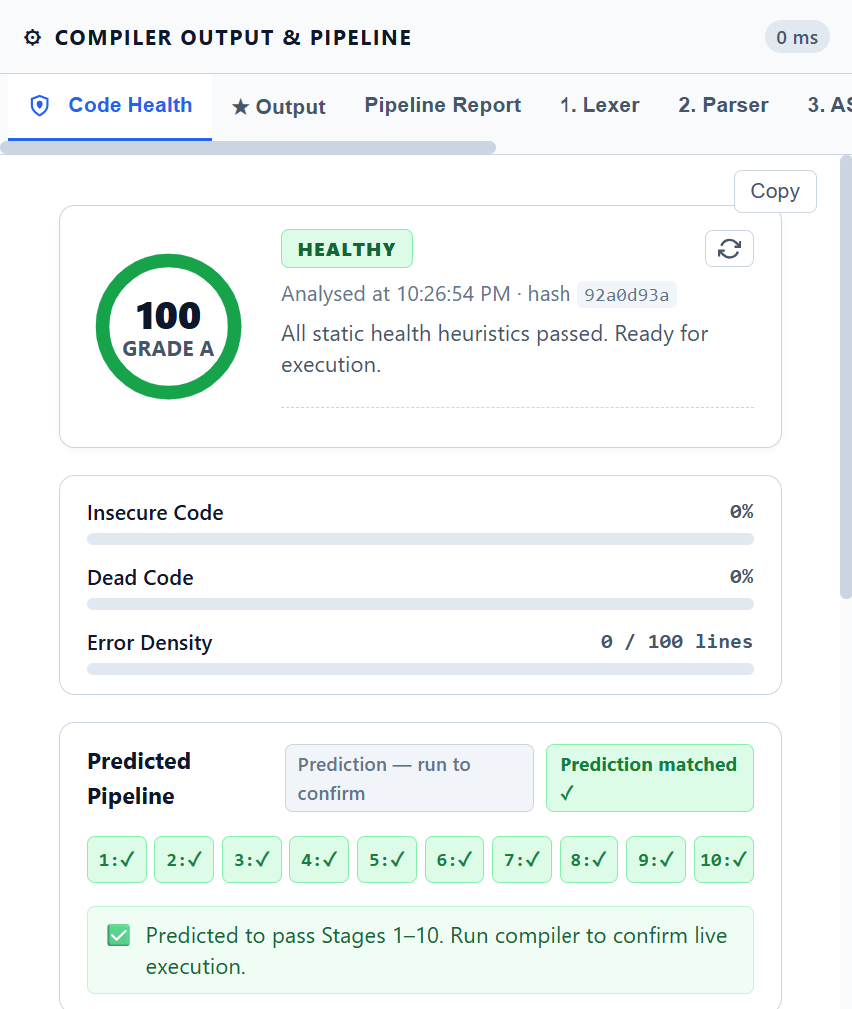 ⚙ COMPILER OUTPUT & PIPELINE
0 ms
Code Health
★ Output
Pipeline Report
1. Lexer
2. Parser
3. AS
Copy
HEALTHY
100
GRADE A
Analysed at 10:26:54 PM · hash 92a0d93a
All static health heuristics passed. Ready for
execution.
Insecure Code
0%
Dead Code
0%
Error Density
0 / 100 lines
Predicted
Pipeline
Prediction — run to
confirm
Prediction matched
✓
1:✓
2:✓
3:✓
4:✓
5:✓
6:✓
7:✓
8:✓
9:✓
10:✓
✅ Predicted to pass Stages 1–10. Run compiler to confirm live
execution.